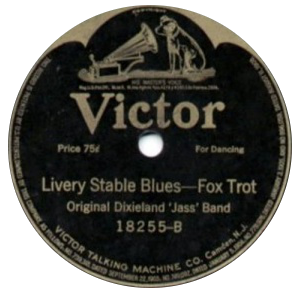 HIS MASTER'S VOICE
Victor
Price 75¢
For Dancing
Livery Stable Blues—Fox Trot
Original Dixieland 'Jass' Band
18255-B
VICTOR TALKING MACHINE CO. Camden, N.J.